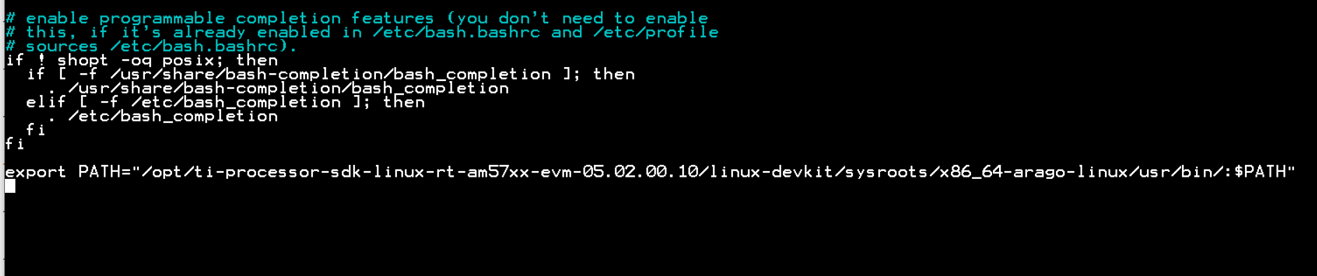 # enable programmable completion features (you don't need to enable
# this, if it's already enabled in /etc/bash.bashrc and /etc/profile
# sources /etc/bash.bashrc).
if ! shopt -oq posix; then
  if [ -f /usr/share/bash-completion/bash_completion ]; then
    . /usr/share/bash-completion/bash_completion
  elif [ -f /etc/bash_completion ]; then
    . /etc/bash_completion
  fi
fi
export PATH="/opt/ti-processor-sdk-linux-rt-am57xx-evm-05.02.00.10/linux-devkit/sysroots/x86_64-arago-linux/usr/bin/:$PATH"